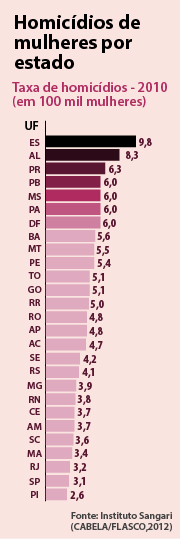 Homicídios de
mulheres por
estado
Taxa de homicídios - 2010
(em 100 mil mulheres)
UF
ES 9,8
AL 8,3
PR 6,3
PB 6,0
MS 6,0
PA 6,0
DF 6,0
BA 5,6
MT 5,5
PE 5,4
TO 5,1
GO 5,1
RR 5,0
RO 4,8
AP 4,8
AC 4,7
SE 4,2
RS 4,1
MG 3,9
RN 3,8
CE 3,7
AM 3,7
SC 3,6
MA 3,4
RJ 3,2
SP 3,1
PI 2,6
Fonte: Instituto Sangari
(CABELA/FLASCO,2012)